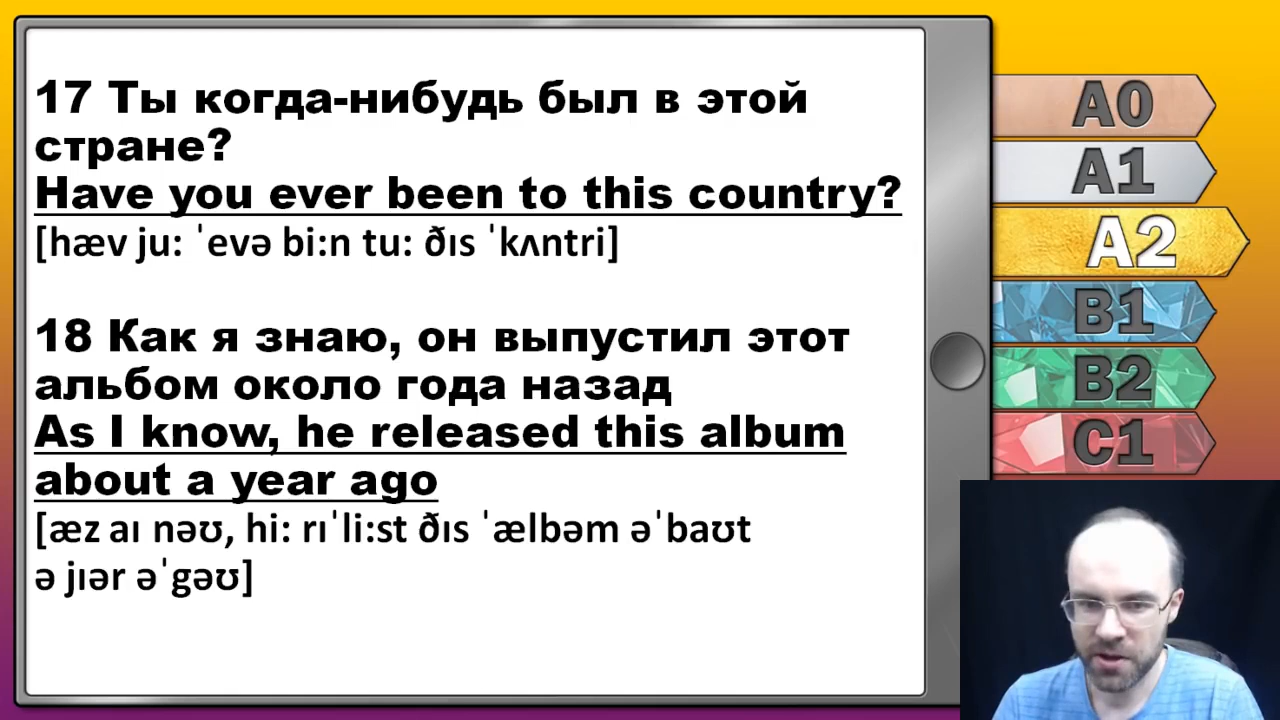 17 Ты когда-нибудь был в этой
стране?
Have you ever been to this country?
[hæv ju: ˈevə bi:n tu: ðɪs ˈkʌntri]
18 Как я знаю, он выпустил этот
альбом около года назад
As I know, he released this album
about a year ago
[æz aɪ nəʊ, hi: rɪˈli:st ðɪs ˈælbəm əˈbaʊt
ə jɪər əˈgəʊ]
A0
A1
A2
B1
B2
C1